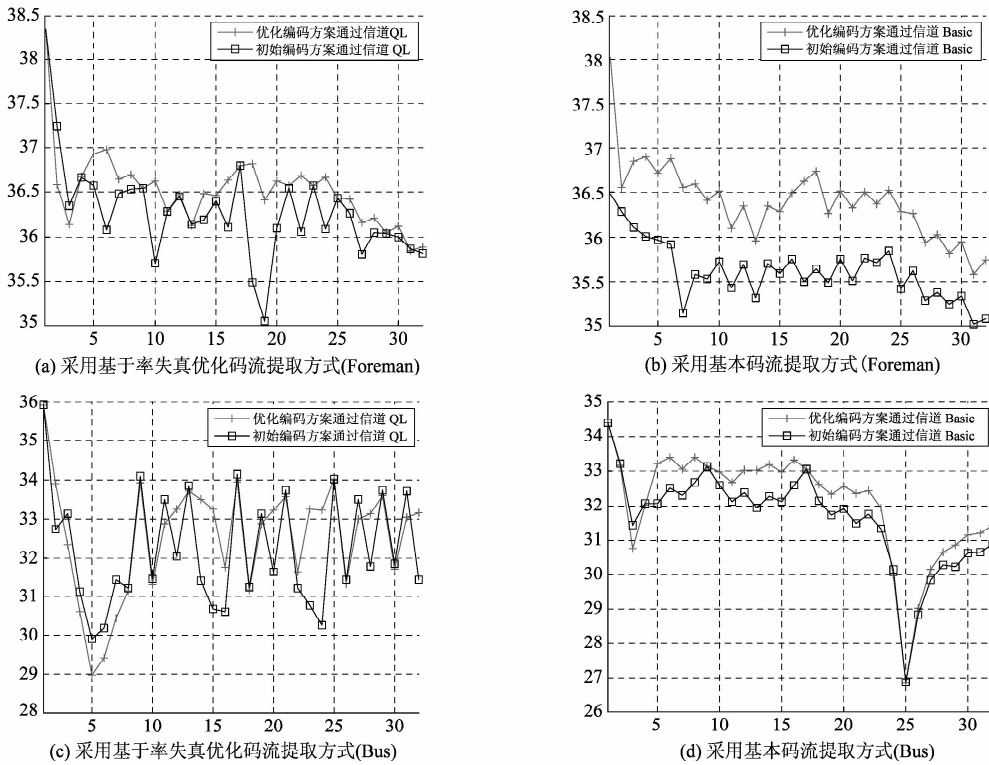 38.5
38
37.5
37
36.5
36
35.5
35
5 10 15 20 25 30
优化编码方案通过信道QL
初始编码方案通过信道QL
(a) 采用基于率失真优化码流提取方式(Foreman)
38.5
38
37.5
37
36.5
36
35.5
35
5 10 15 20 25 30
优化编码方案通过信道 Basic
初始编码方案通过信道 Basic
(b) 采用基本码流提取方式(Foreman)
36
35
34
33
32
31
30
29
28
5 10 15 20 25 30
优化编码方案通过信道 QL
初始编码方案通过信道 QL
(c) 采用基于率失真优化码流提取方式(Bus)
35
34
33
32
31
30
29
28
27
26
5 10 15 20 25 30
优化编码方案通过信道 Basic
初始编码方案通过信道 Basic
(d) 采用基本码流提取方式(Bus)